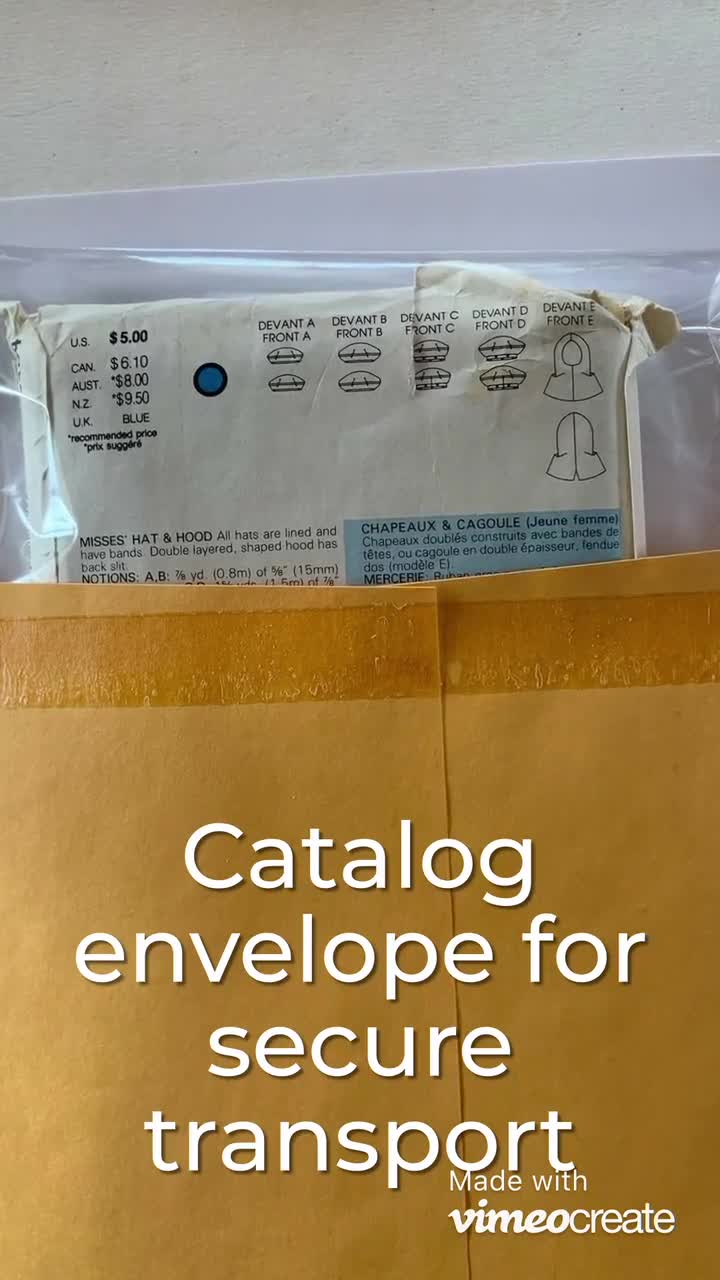 U.S. $5.00
CAN. $6.10
AUST. *$8.00
N.Z. *$9.50
U.K. BLUE
*recommended price
*prix suggéré
DEVANT A
FRONT A
DEVANT B
FRONT B
DEVANT C
FRONT C
DEVANT D
FRONT D
DEVANT E
FRONT E
MISSES' HAT & HOOD All hats are lined and
have bands. Double layered, shaped hood has
back slit.
NOTIONS: A,B: ⅞ yd. (0.8m) of ⅝" (15mm)
CHAPEAUX & CAGOULE (Jeune femme)
Chapeaux doublés construits avec bandes de
têtes, ou cagoule en double épaisseur, fendue
dos (modèle E).
MERCERIE: Ruban
Catalog
envelope for
secure
transport
Made with
vimeocreate